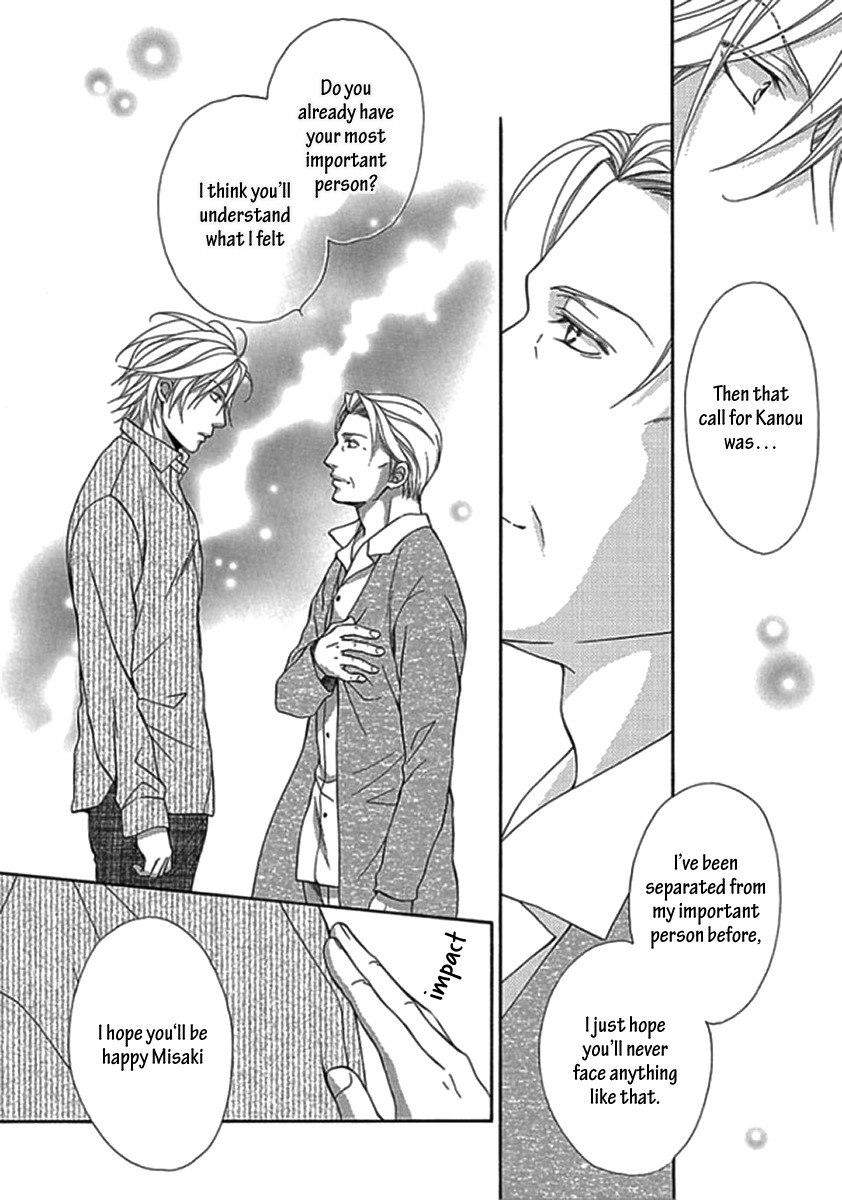 Then that
call for Kanou
was...
I've been
separated from
my important
person before,
I just hope
you'll never
face anything
like that.
Do you
already have
your most
important
person?
I think you'll
understand
what I felt
impact
I hope you'll be
happy Misaki